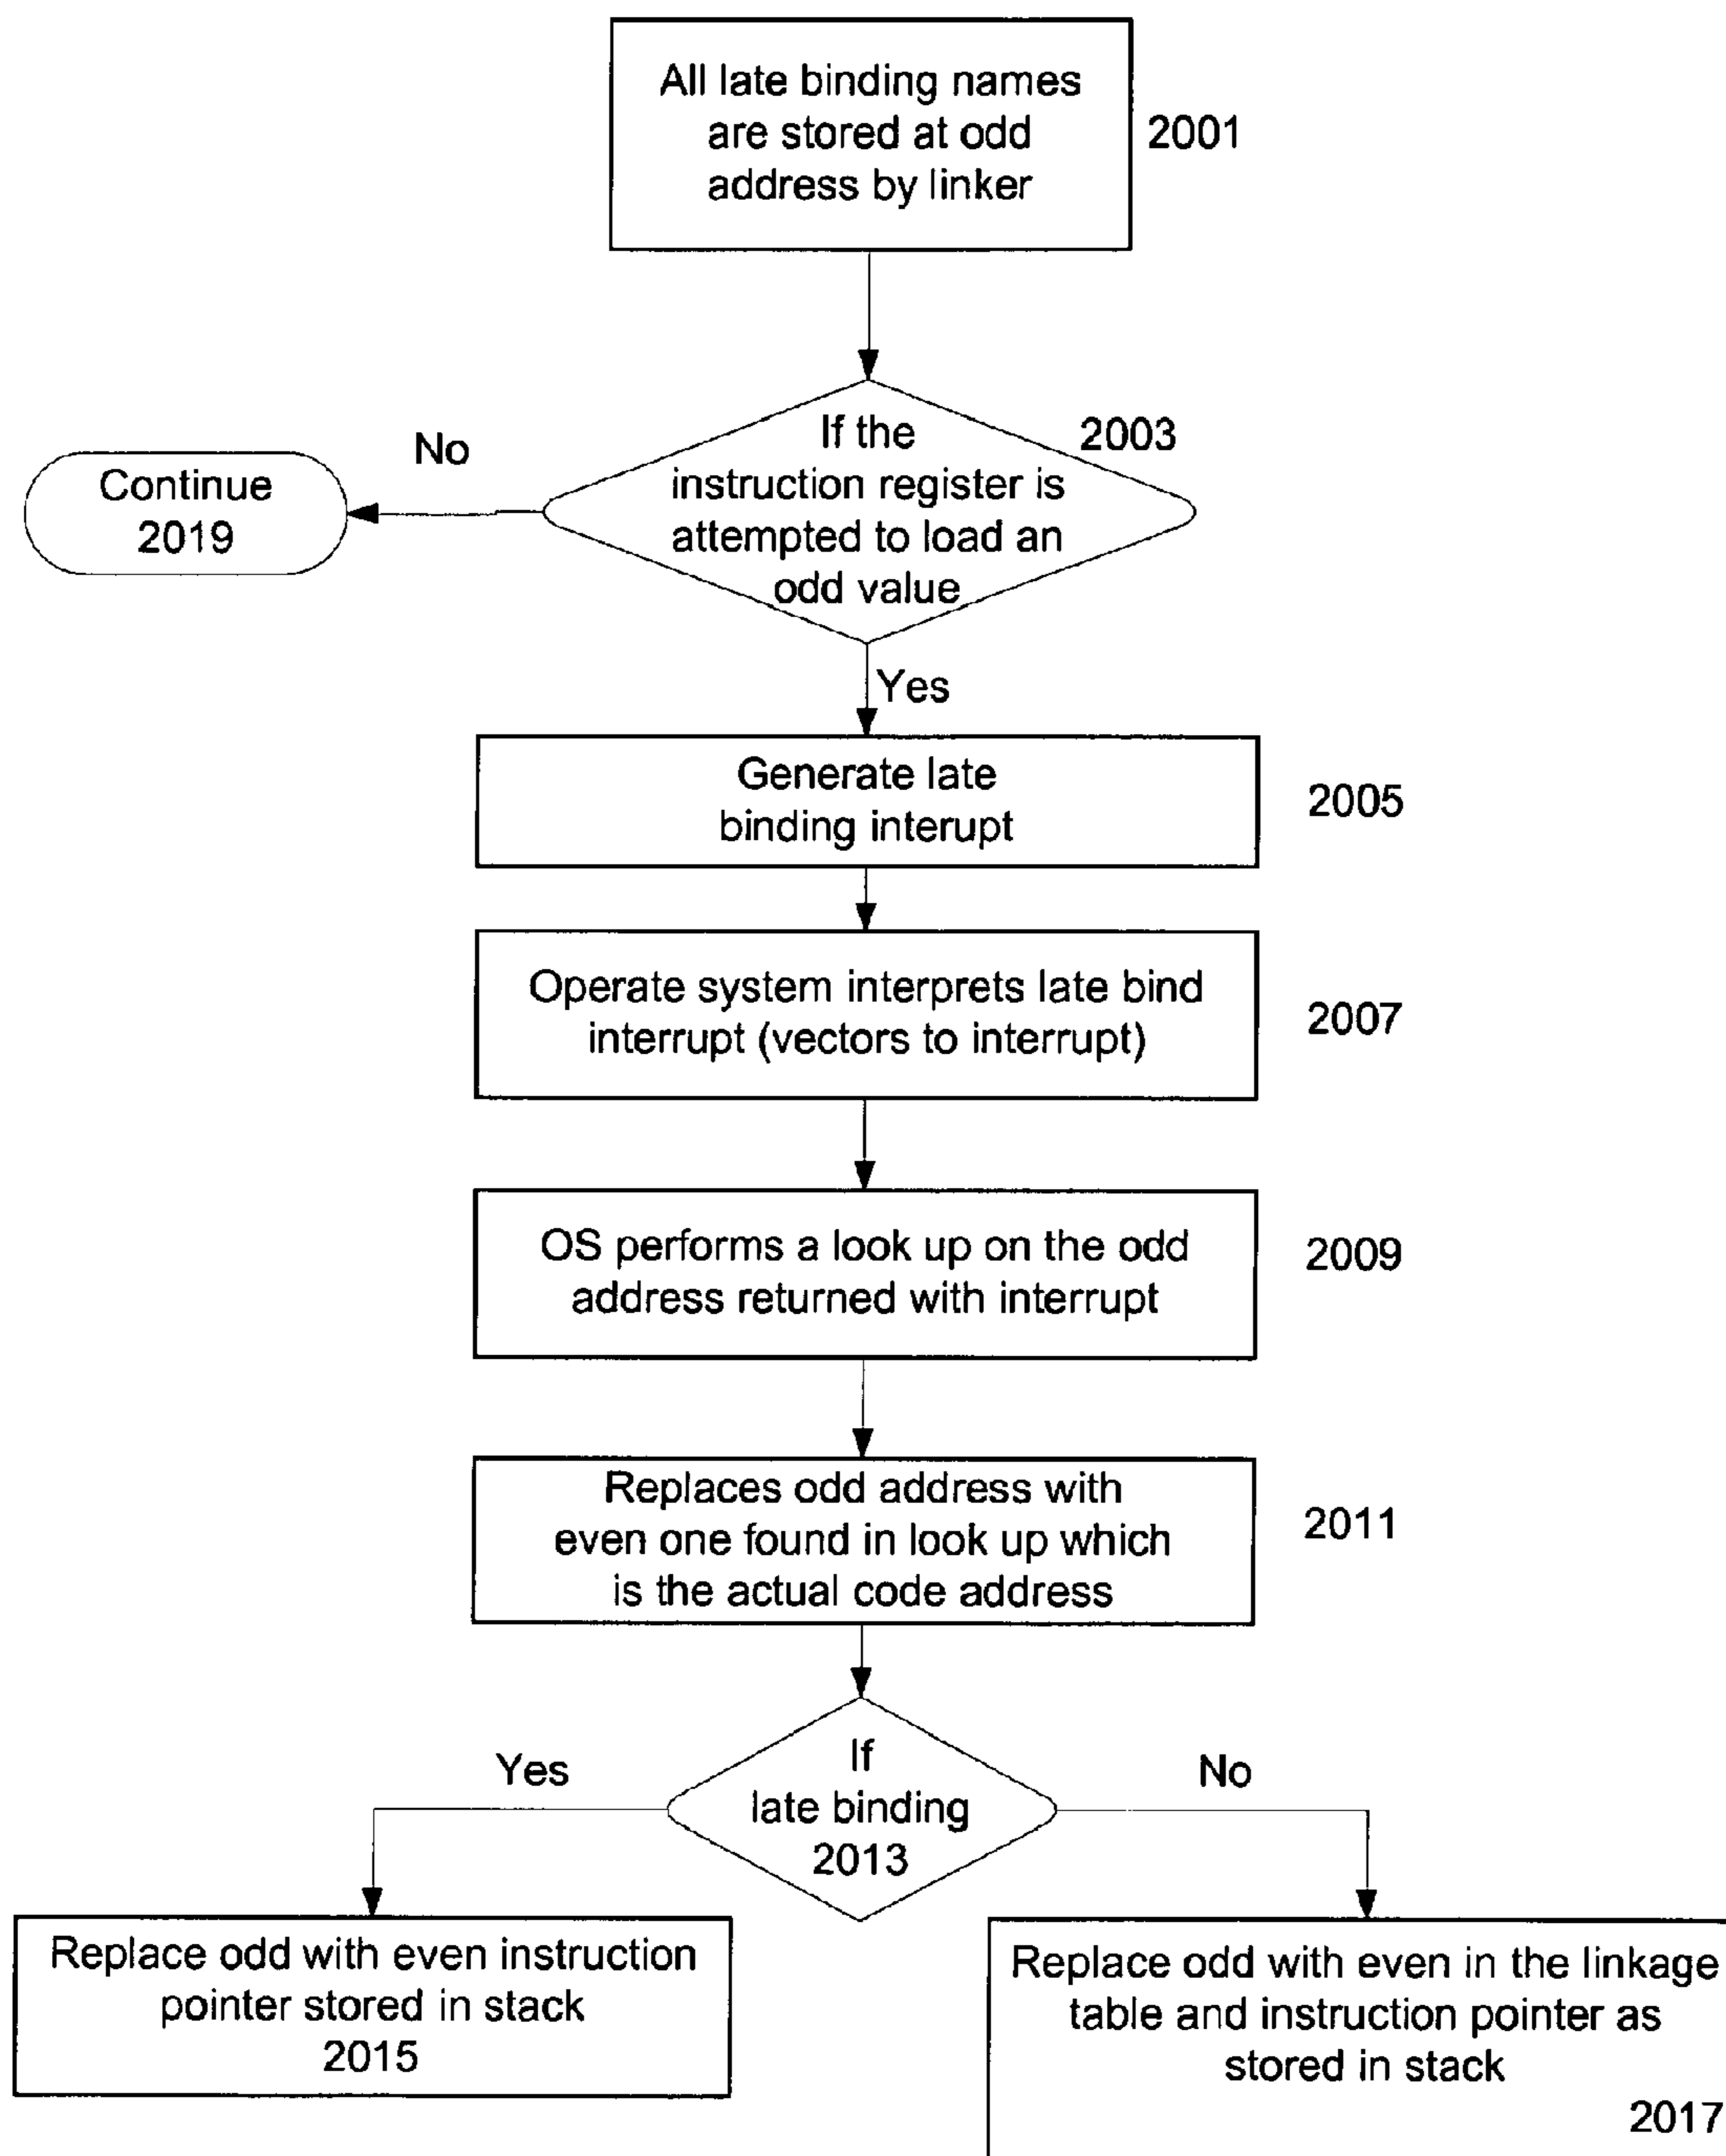 All late binding names
are stored at odd
address by linker
2001
If the
instruction register is
attempted to load an
odd value
2003
No
Continue
2019
Yes
Generate late
binding interupt
2005
Operate system interprets late bind
interrupt (vectors to interrupt)
2007
OS performs a look up on the odd
address returned with interrupt
2009
Replaces odd address with
even one found in look up which
is the actual code address
2011
If
late binding
2013
Yes
No
Replace odd with even instruction
pointer stored in stack
2015
Replace odd with even in the linkage
table and instruction pointer as
stored in stack
2017